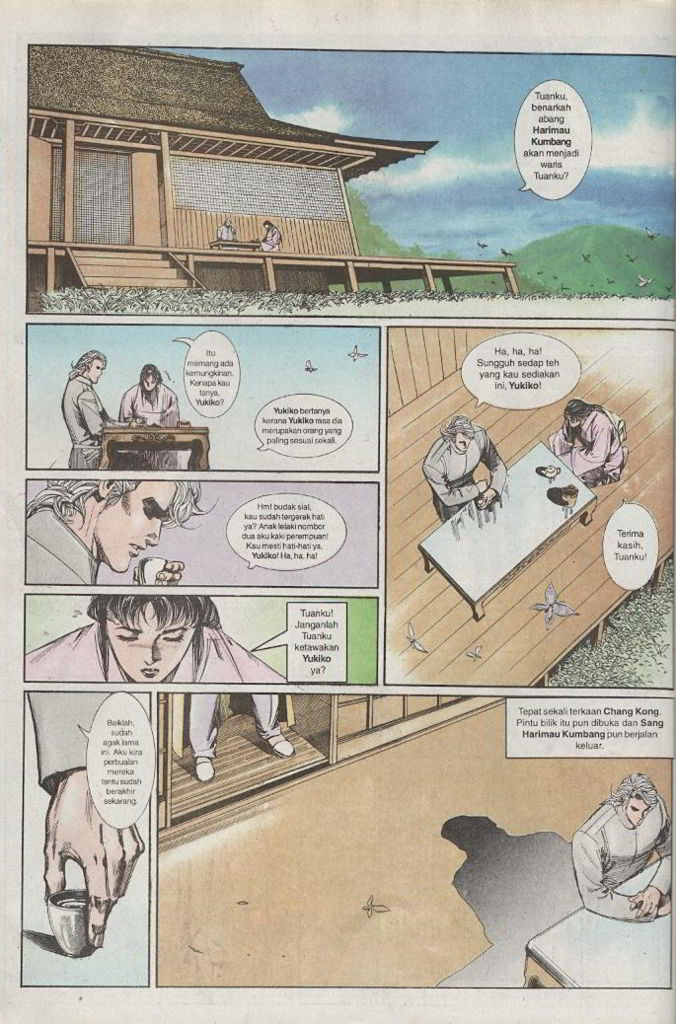 Tuanku,
benarkah
abang
Harimau
Kumbang
akan menjadi
waris
Tuanku?
Itu
memang ada
kemungkinan.
Kenapa kau
tanya,
Yukiko?
Yukiko bertanya
kerana Yukiko rasa dia
merupakan orang yang
paling sesuai sekali.
Ha, ha, ha!
Sungguh sedap teh
yang kau sediakan
ini, Yukiko!
Terima
kasih,
Tuanku!
Hm! budak sial,
kau sudah tergerak hati
ya? Anak lelaki nombor
dua aku kaki perempuan!
Kau mesti hati-hati ya,
Yukiko! Ha, ha, ha!
Tuanku!
Janganlah
Tuanku
ketawakan
Yukiko
ya?
Baiklah,
sudah
agak lama
ini. Aku kira
perbualan
mereka
tentu sudah
berakhir
sekarang.
Tepat sekali terkaan Chang Kong.
Pintu bilik itu pun dibuka dan Sang
Harimau Kumbang pun berjalan
keluar.